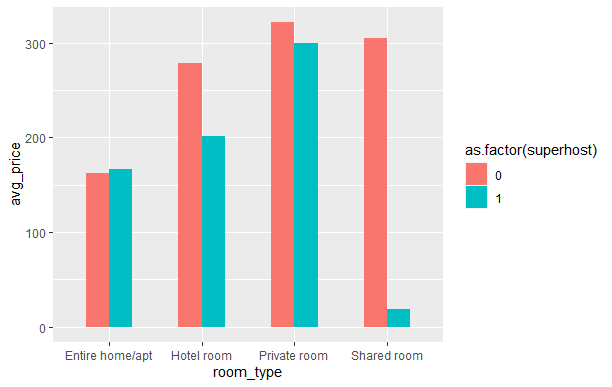 300
200
100
0
avg_price
Entire home/apt
Hotel room
Private room
Shared room
room_type
as.factor(superhost)
0
1